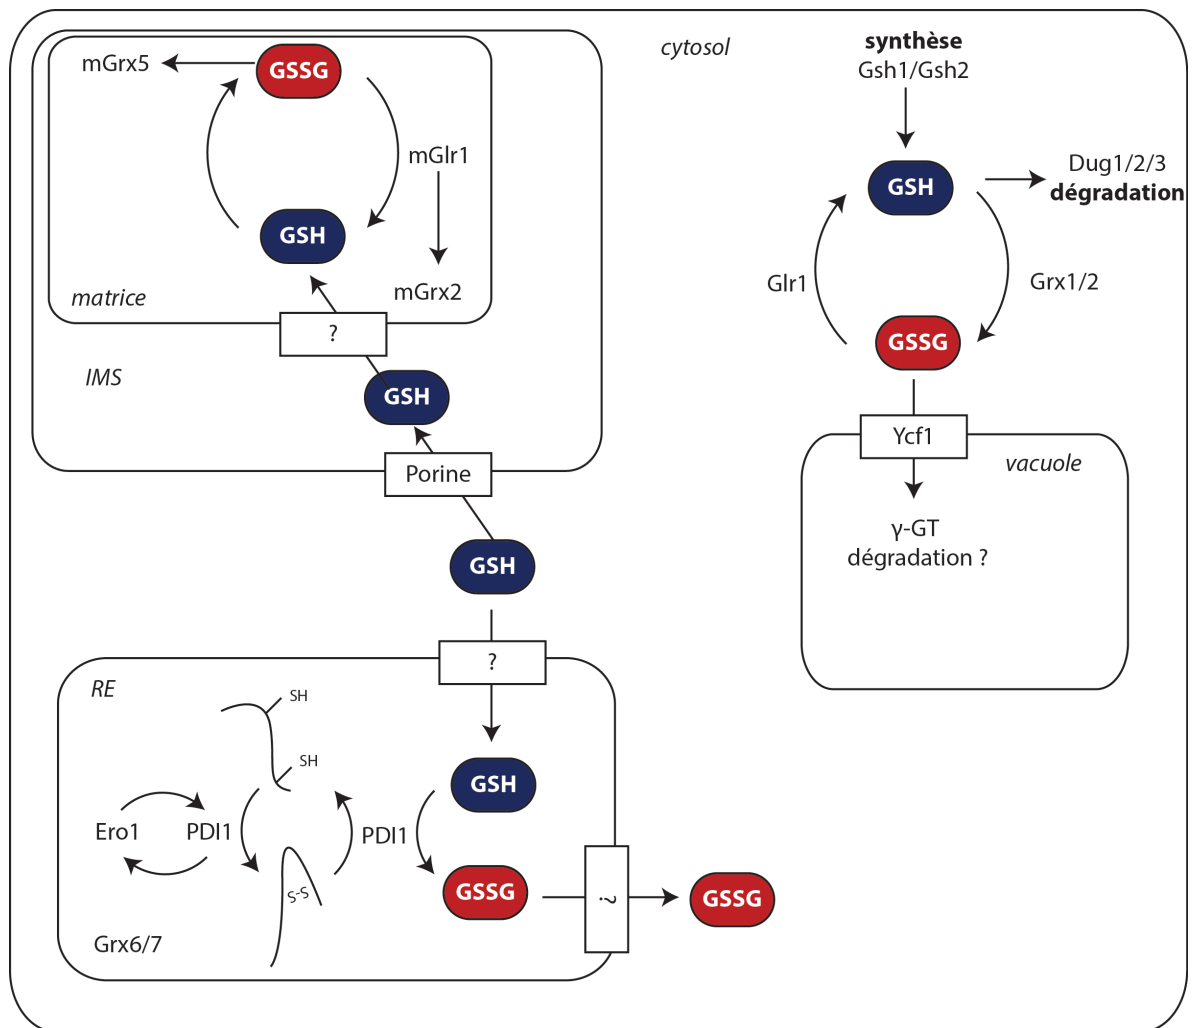 cytosol
synthèse
Gsh1/Gsh2
mGrx5
GSSG
mGlr1
GSH
mGrx2
matrice
?
IMS
GSH
Porine
GSH
GSH
Dug1/2/3
dégradation
Glr1
Grx1/2
GSSG
Ycf1
vacuole
γ-GT
dégradation ?
?
RE
SH
SH
GSH
Ero1
PDI1
PDI1
S-S
GSSG
?
GSSG
Grx6/7